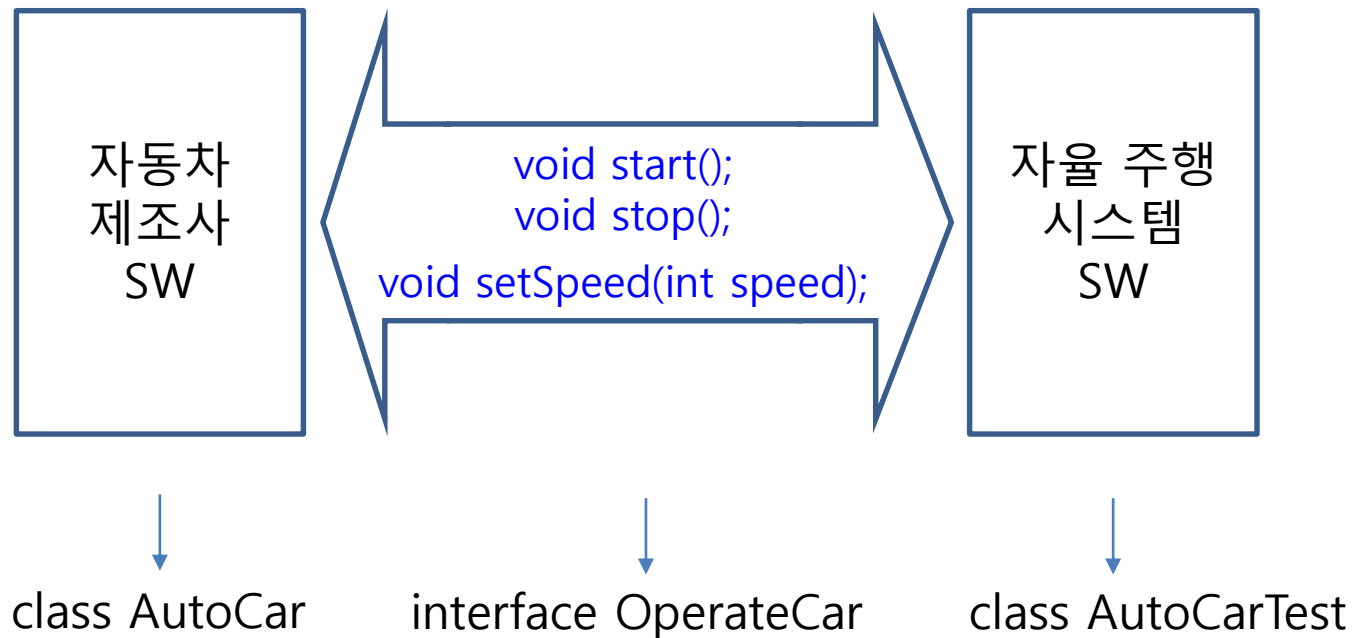 자동차
제조사
SW
void start();
void stop();
void setSpeed(int speed);
자율 주행
시스템
SW
class AutoCar
interface OperateCar
class AutoCarTest